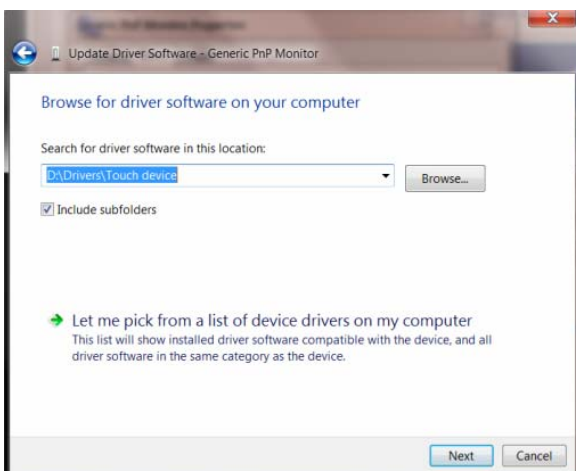 Update Driver Software - Generic PnP Monitor
Browse for driver software on your computer
Search for driver software in this location:
D:\Drivers\Touch device
Browse...
Include subfolders
Let me pick from a list of device drivers on my computer
This list will show installed driver software compatible with the device, and all
driver software in the same category as the device.
Next
Cancel